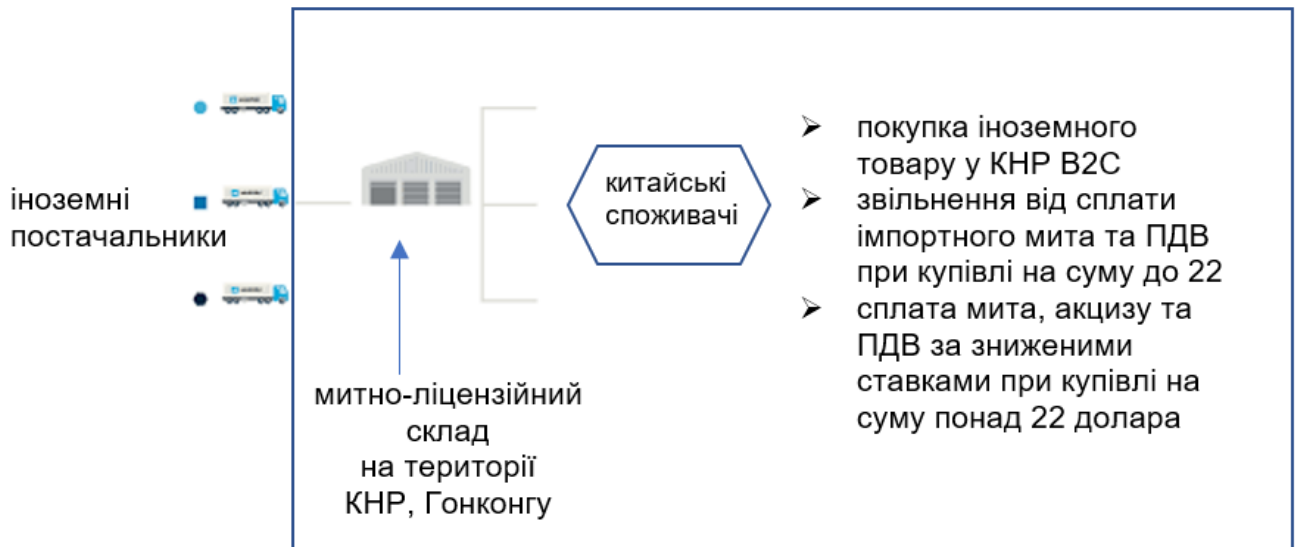 іноземні
постачальники
митно-ліцензійний
склад
на території
КНР, Гонконгу
китайські
споживачі
➢ покупка іноземного
товару у КНР B2C
➢ звільнення від сплати
імпортного мита та ПДВ
при купівлі на суму до 22
➢ сплата мита, акцизу та
ПДВ за зниженими
ставками при купівлі на
суму понад 22 долара